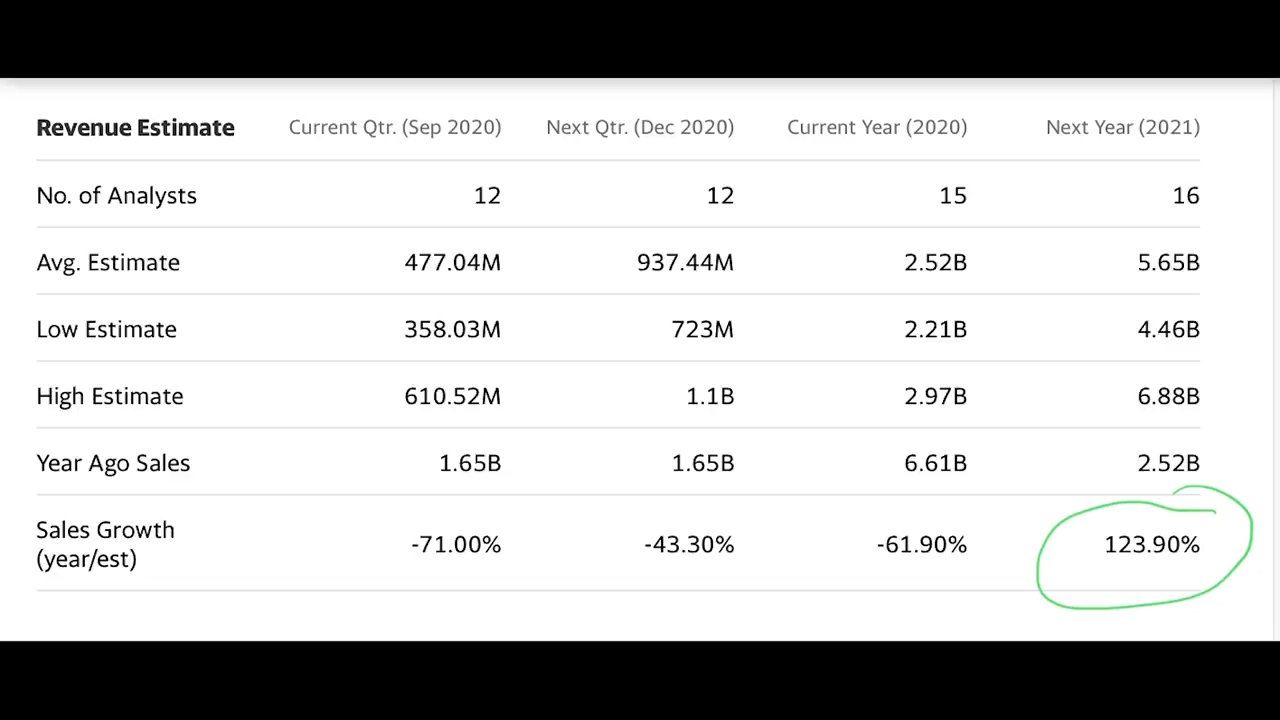 Revenue Estimate Current Qtr. (Sep 2020) Next Qtr. (Dec 2020) Current Year (2020) Next Year (2021)
No. of Analysts 12 12 15 16
Avg. Estimate 477.04M 937.44M 2.52B 5.65B
Low Estimate 358.03M 723M 2.21B 4.46B
High Estimate 610.52M 1.1B 2.97B 6.88B
Year Ago Sales 1.65B 1.65B 6.61B 2.52B
Sales Growth
(year/est) -71.00% -43.30% -61.90% 123.90%